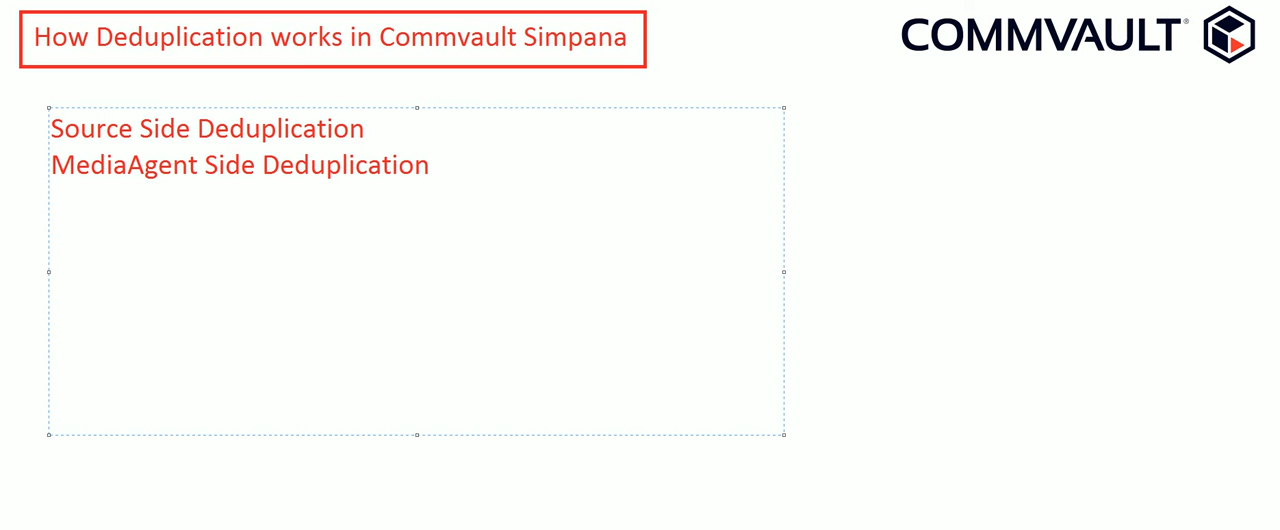 How Deduplication works in Commvault Simpana
COMMVAULT®
Source Side Deduplication
MediaAgent Side Deduplication